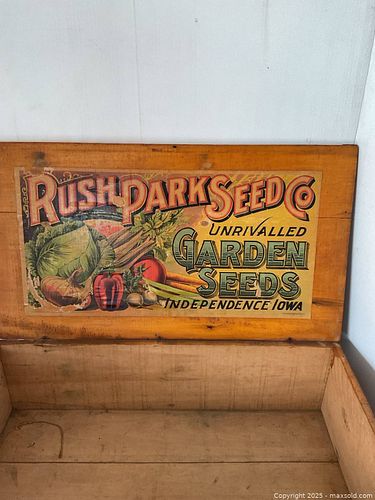 RUSH PARK SEED CO
UNRIVALLED
GARDEN
SEEDS
INDEPENDENCE IOWA
Copyright © 2025 - maxsold.com